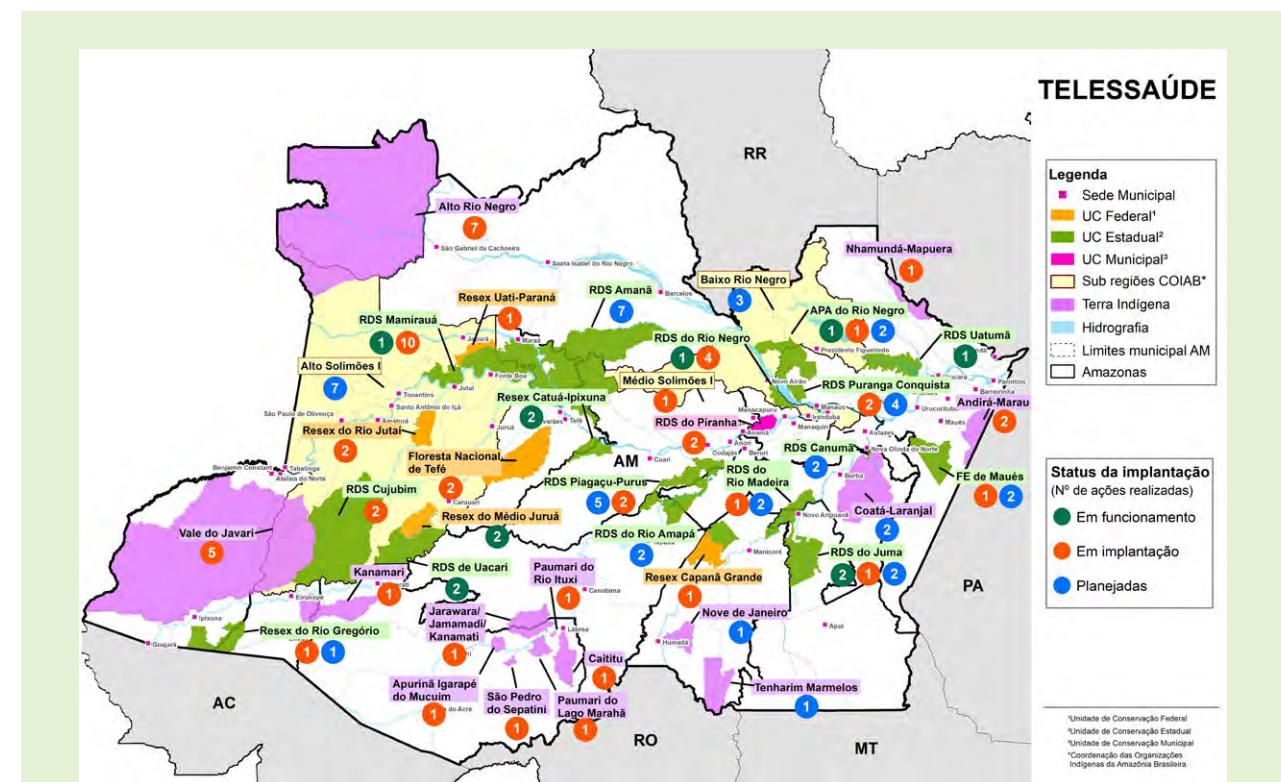 TELESSAÚDE
RR
Alto Rio Negro
7
São Gabriel da Cachoeira
Santa Isabel do Rio Negro
Barcelos
Nhamundá-Mapuera
1
Baixo Rio Negro
3
RDS Amanã
7
Resex Uati-Paraná
1
APA do Rio Negro
1
1
2
RDS Mamirauá
1
10
Japurá
Maraã
RDS do Rio Negro
1
4
Presidente Figueiredo
RDS Uatumã
1
Alto Solimões I
7
Fonte Boa
Jutaí
Tonantins
Santo Antônio do Içá
São Paulo de Olivença
Amaturá
Médio Solimões I
1
Novo Airão
RDS Puranga Conquista
2
4
Parintins
Barreirinha
Andirá-Marau
2
Resex Catuá-Ipixuna
2
Tefé
Manacapuru
Manaus
Iranduba
Manaquiri
Urucurituba
Maués
Autazes
Resex do Rio Jutaí
2
Juruá
RDS do Piranha
2
Anamã
Anori
Codajás
Beruri
Coari
AM
Floresta Nacional
de Tefé
2
RDS Canumã
2
Nova Olinda do Norte
Borba
Benjamin Constant
Tabatinga
Atalaia do Norte
RDS Cujubim
2
Carauari
RDS Piagaçu-Purus
5
2
RDS do
Rio Madeira
1
2
FE de Maués
1
2
Novo Aripuanã
Coatá-Laranjal
2
Resex do Médio Juruá
2
Vale do Javari
5
RDS do Rio Amapá
2
Manicoré
RDS do Juma
2
1
2
Kanamari
1
RDS de Uacari
2
Paumari do
Rio Ituxi
1
Canutama
Resex Capanã Grande
1
PA
Eirunepé
Ipixuna
Guajará
Jarawara/
Jamamadi/
Kanamati
1
Lábrea
Nove de Janeiro
1
Humaitá
Apuí
Resex do Rio Gregório
1
1
Caititu
1
Apurinã Igarapé
do Mucuim
1
São Pedro
do Sepatini
1
Paumari do
Lago Marahã
1
Tenharim Marmelos
1
AC
RO
MT
Legenda
Sede Municipal
UC Federal¹
UC Estadual²
UC Municipal³
Sub regiões COIAB*
Terra Indígena
Hidrografia
Limites municipal AM
Amazonas
Status da implantação
(Nº de ações realizadas)
Em funcionamento
Em implantação
Planejadas
¹Unidade de Conservação Federal
²Unidade de Conservação Estadual
³Unidade de Conservação Municipal
*Coordenação das Organizações
Indígenas da Amazônia Brasileira